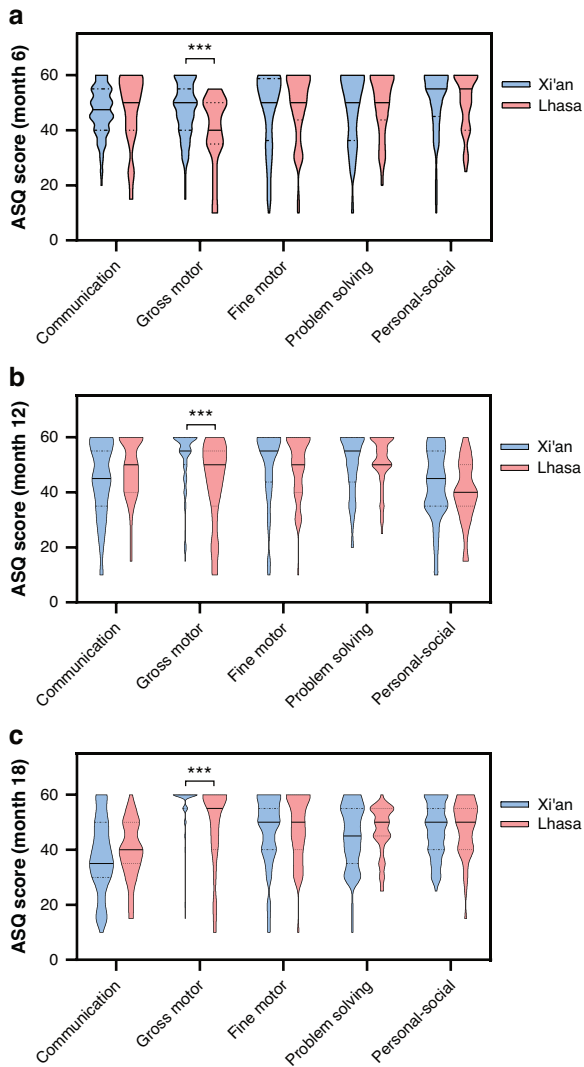 a
ASQ score (month 6)
60
40
20
0
***
Xi'an
Lhasa
Communication
Gross motor
Fine motor
Problem solving
Personal-social
b
ASQ score (month 12)
60
40
20
0
***
Xi'an
Lhasa
Communication
Gross motor
Fine motor
Problem solving
Personal-social
c
ASQ score (month 18)
60
40
20
0
***
Xi'an
Lhasa
Communication
Gross motor
Fine motor
Problem solving
Personal-social